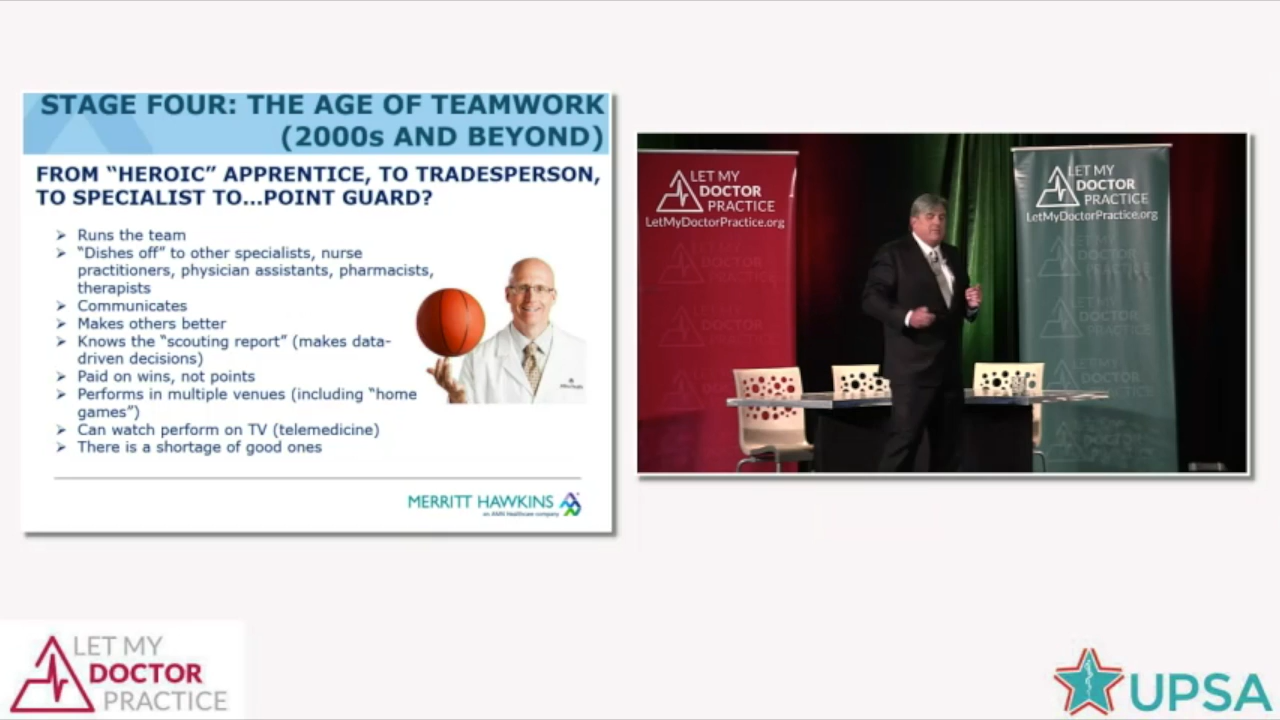 STAGE FOUR: THE AGE OF TEAMWORK
(2000s AND BEYOND)
FROM “HEROIC” APPRENTICE, TO TRADESPERSON,
TO SPECIALIST TO...POINT GUARD?
➢ Runs the team
➢ “Dishes off” to other specialists, nurse
practitioners, physician assistants, pharmacists,
therapists
➢ Communicates
➢ Makes others better
➢ Knows the “scouting report” (makes data-
driven decisions)
➢ Paid on wins, not points
➢ Performs in multiple venues (including “home
games”)
➢ Can watch perform on TV (telemedicine)
➢ There is a shortage of good ones
MERRITT HAWKINS
an AMN Healthcare company
LET MY
DOCTOR
PRACTICE
LetMyDoctorPractice.org
LET MY
DOCTOR
PRACTICE
LetMyDoctorPractice.org
LET MY
DOCTOR
PRACTICE
UPSA